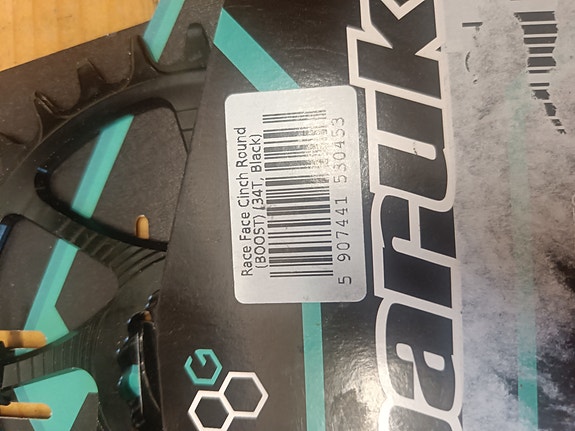 Race Face Cinch Round
(BOOST) (34T, Black)
5 907441 530453